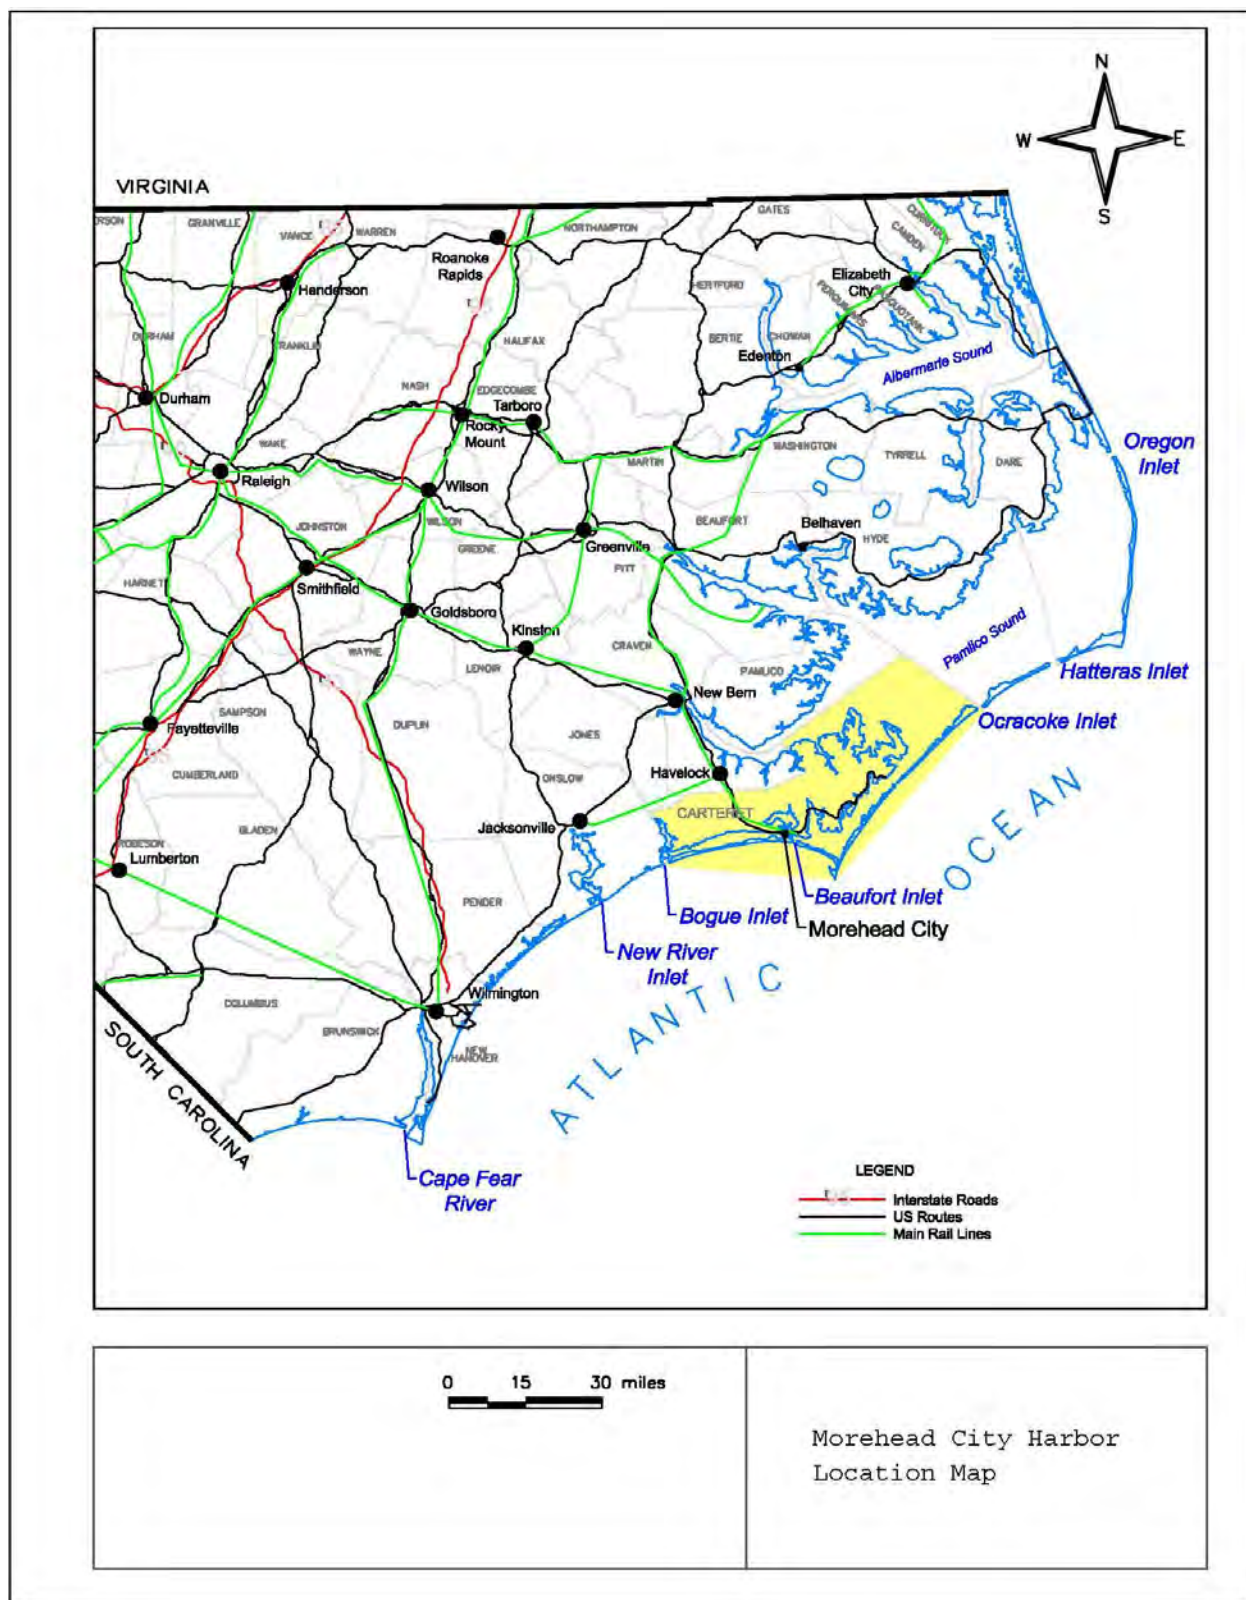 N
W
E
S
VIRGINIA
GRANVILLE
VANCE
WARREN
NORTHAMPTON
GATES
CURRITUCK
CAMDEN
Roanoke
Rapids
Henderson
HERTFORD
Elizabeth
City
PERQUIMANS
PASQUOTANK
DURHAM
FRANKLIN
HALIFAX
BERTIE
CHOWAN
Edenton
Albermarle Sound
NASH
EDGECOMBE
Durham
Tarboro
Rocky
Mount
WAKE
MARTIN
WASHINGTON
TYRRELL
DARE
Oregon
Inlet
Raleigh
Wilson
JOHNSTON
WILSON
BEAUFORT
Belhaven
HYDE
GREENE
Greenville
PITT
HARNETT
Smithfield
Goldsboro
Kinston
Pamlico Sound
WAYNE
LENOIR
CRAVEN
PAMLICO
Hatteras Inlet
New Bern
Ocracoke Inlet
SAMPSON
Fayetteville
DUPLIN
JONES
CUMBERLAND
ONSLOW
Havelock
CARTERET
Jacksonville
BLADEN
ROBESON
Lumberton
Beaufort Inlet
PENDER
Bogue Inlet
Morehead City
New River
Inlet
ATLANTIC OCEAN
Wilmington
COLUMBUS
BRUNSWICK
NEW
HANOVER
SOUTH CAROLINA
Cape Fear
River
LEGEND
Interstate Roads
US Routes
Main Rail Lines
0 15 30 miles
Morehead City Harbor
Location Map